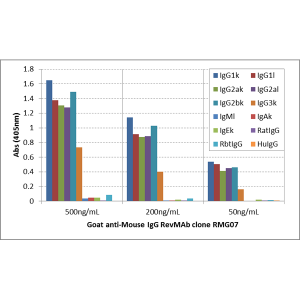 1.8
1.6
1.4
1.2
1
0.8
0.6
0.4
0.2
0
Abs (405nm)
IgG1k IgG1l
IgG2ak IgG2al
IgG2bk IgG3k
IgMl IgAk
IgEk RatIgG
RbtIgG HuIgG
500ng/mL 200ng/mL 50ng/mL
Goat anti-Mouse IgG RevMAb clone RMG07